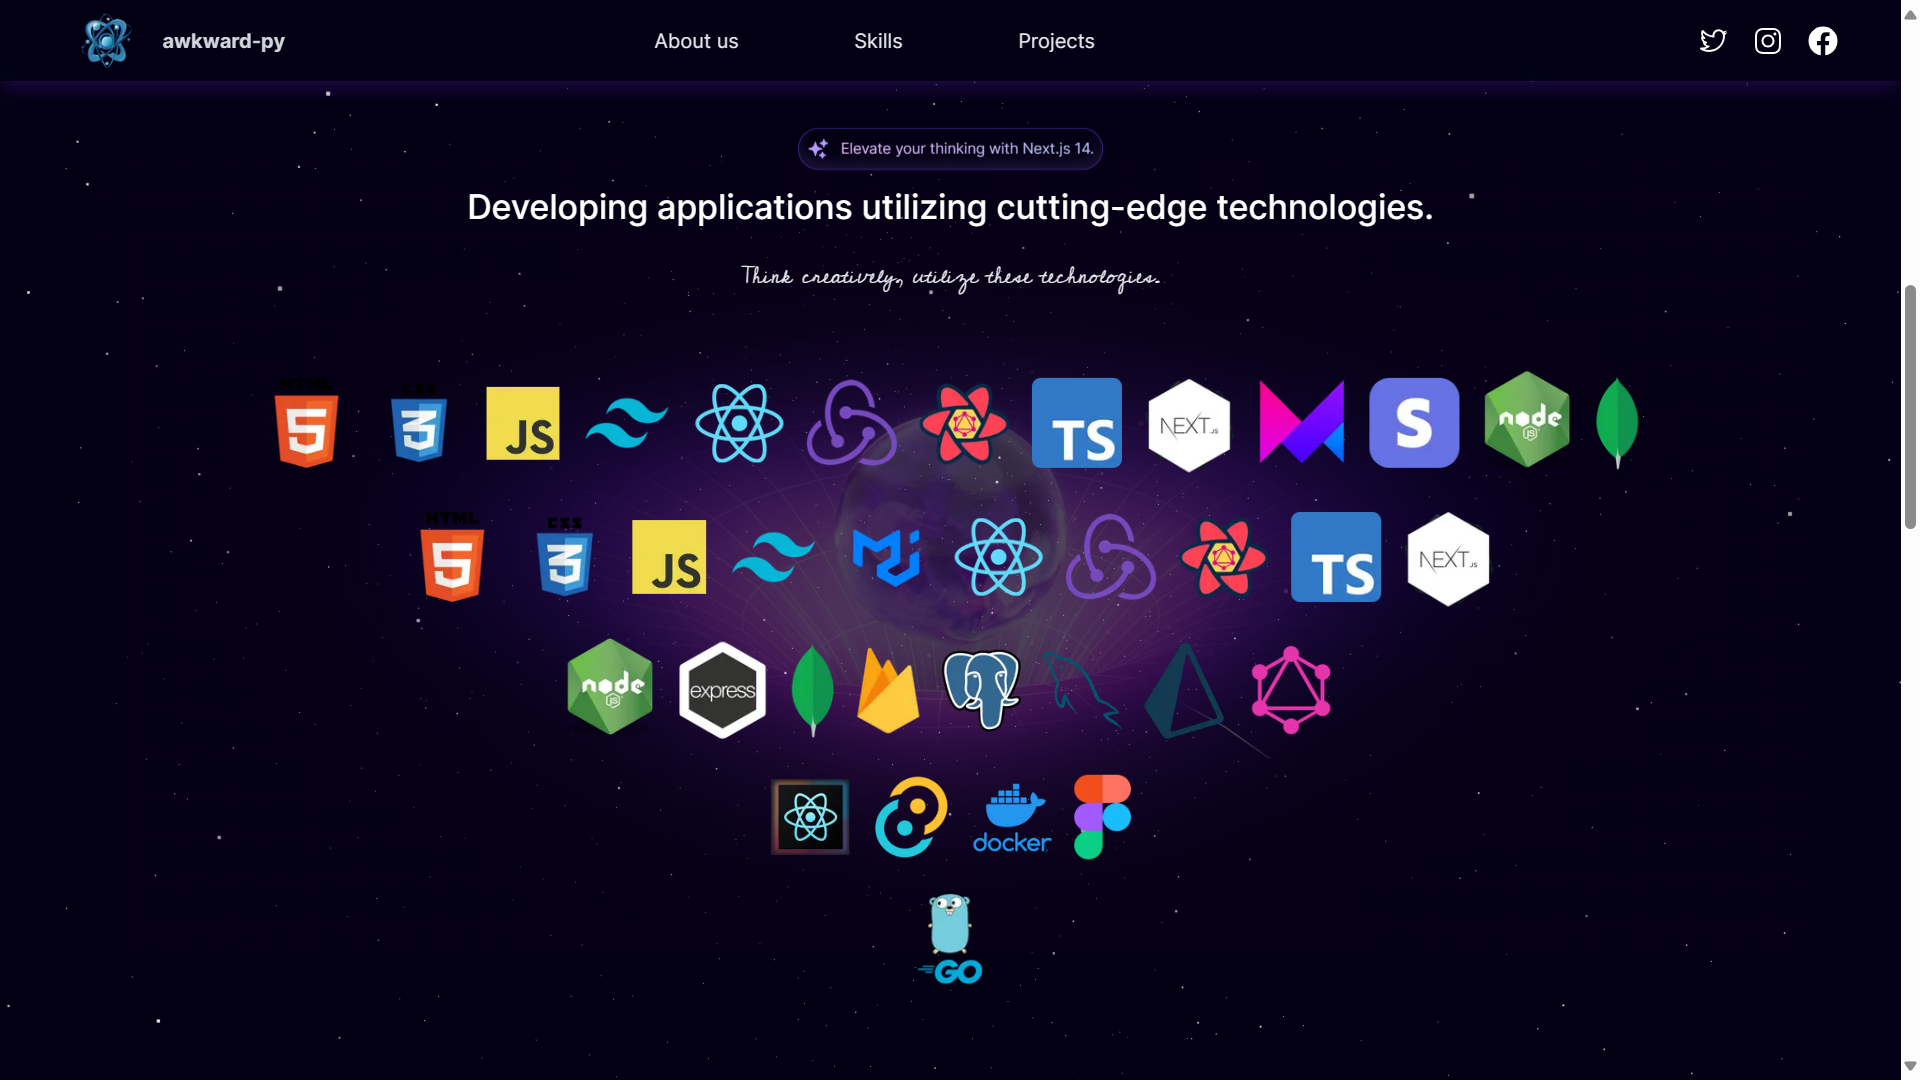 awkward-py
About us
Skills
Projects
Elevate your thinking with Next.js 14.
Developing applications utilizing cutting-edge technologies.
Think creatively, utilize these technologies.
HTML 5
CSS 3
JS
TS
NEXT.JS
S
node JS
HTML 5
CSS 3
JS
TS
NEXT.JS
node JS
express
docker
GO